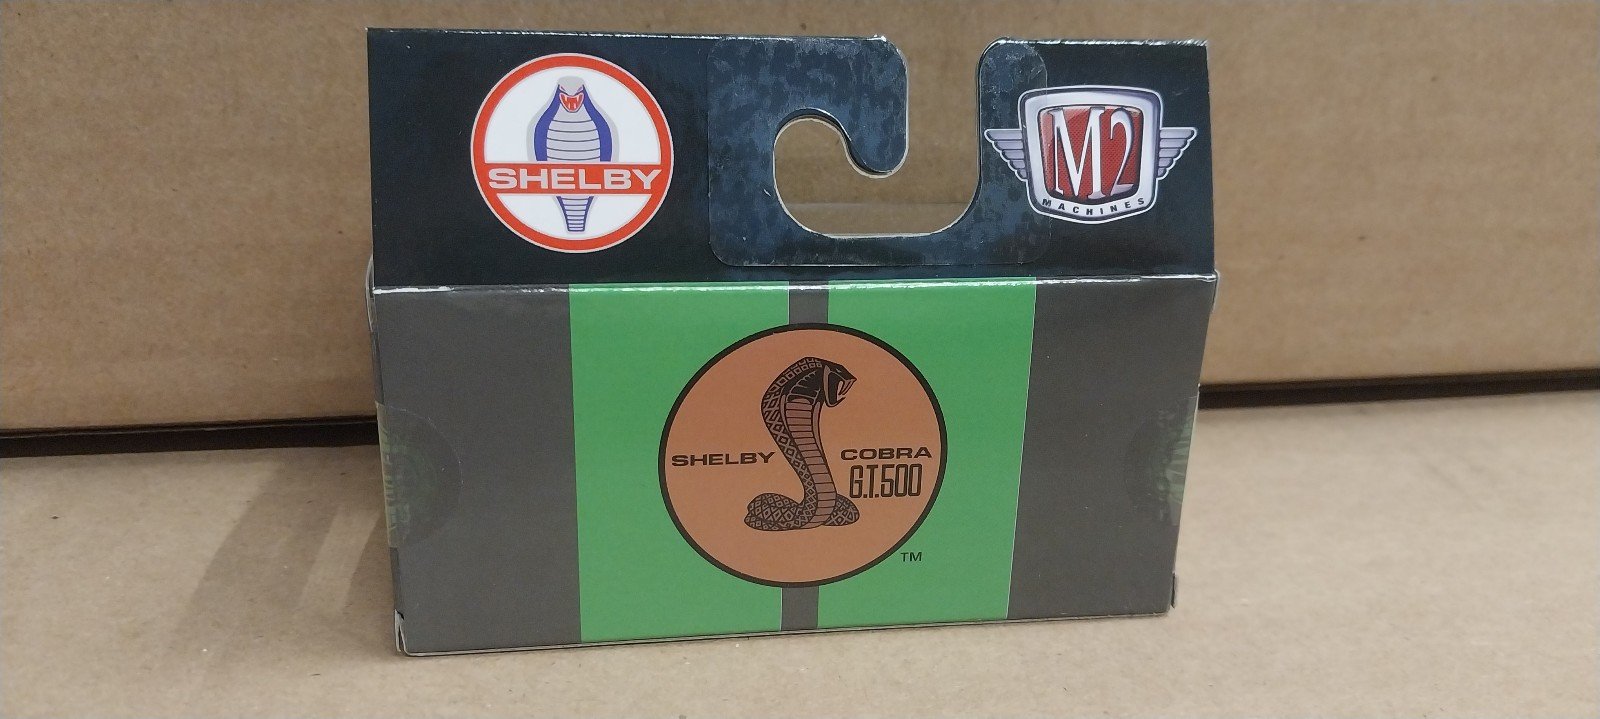 SHELBY
M2
MACHINES
SHELBY COBRA
G.T.500
TM